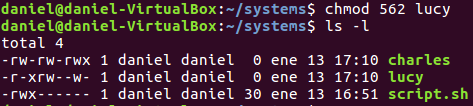 daniel@daniel-VirtualBox:~/systems$ chmod 562 lucy
daniel@daniel-VirtualBox:~/systems$ ls -l
total 4
-rw-rw-rwx 1 daniel daniel  0 ene 13 17:10 charles
-r-xrw--w- 1 daniel daniel  0 ene 13 17:10 lucy
-rwx------ 1 daniel daniel 30 ene 13 16:51 script.sh